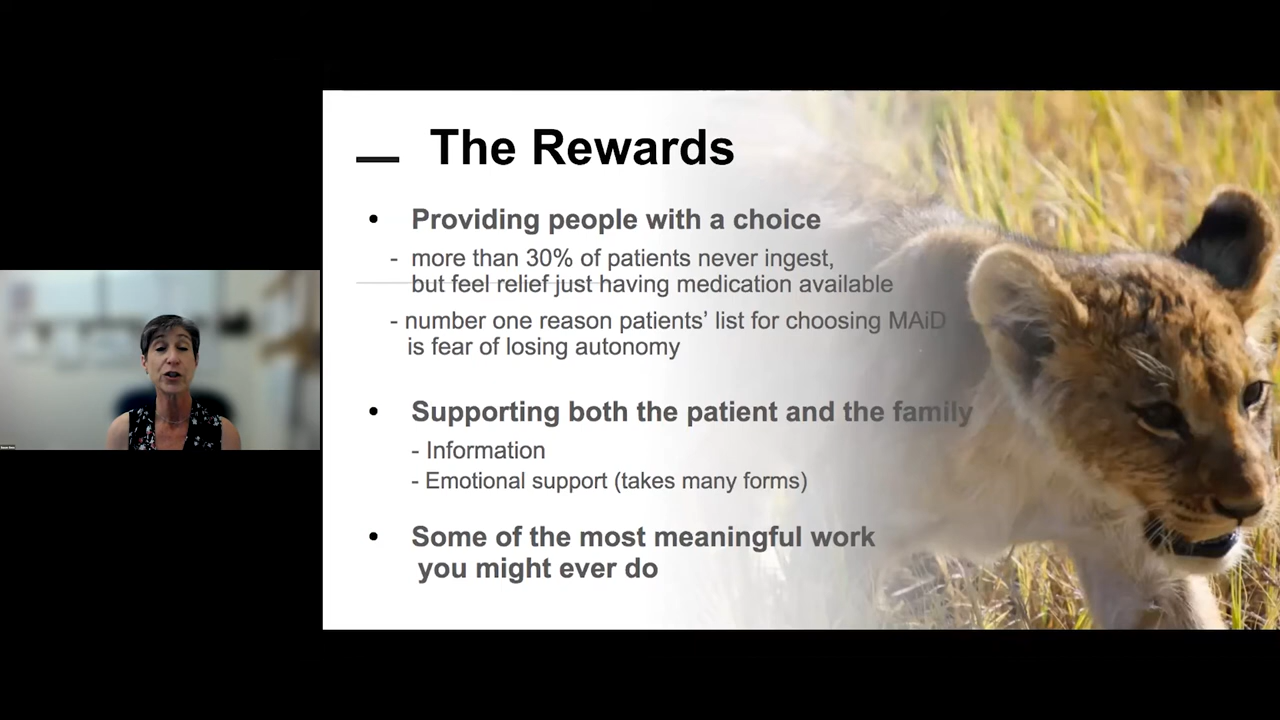 The Rewards
• Providing people with a choice
- more than 30% of patients never ingest,
but feel relief just having medication available
- number one reason patients’ list for choosing MAiD
is fear of losing autonomy
• Supporting both the patient and the family
- Information
- Emotional support (takes many forms)
• Some of the most meaningful work
you might ever do